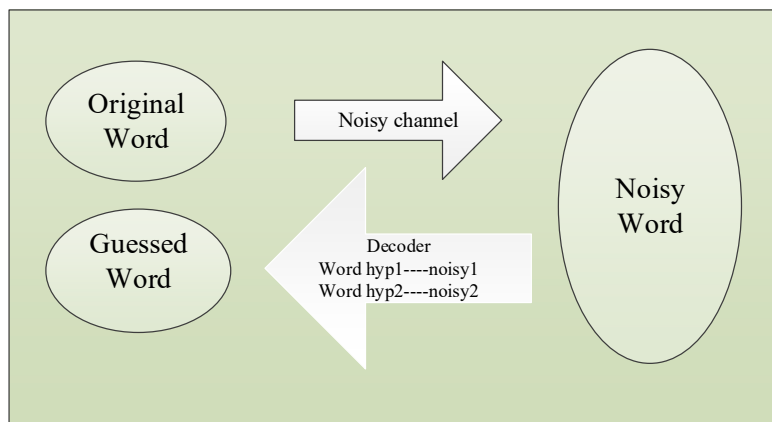 Original
Word
Noisy channel
Noisy
Word
Guessed
Word
Decoder
Word hyp1----noisy1
Word hyp2----noisy2